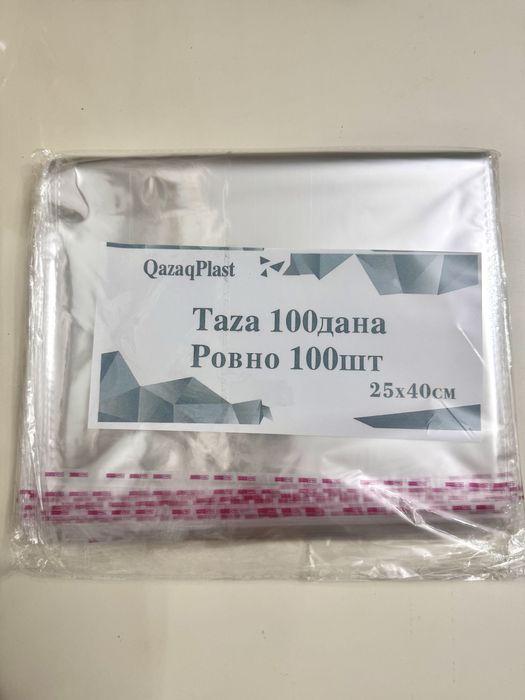 QazaqPlast
Taza 100дана
Ровно 100шт
25x40см